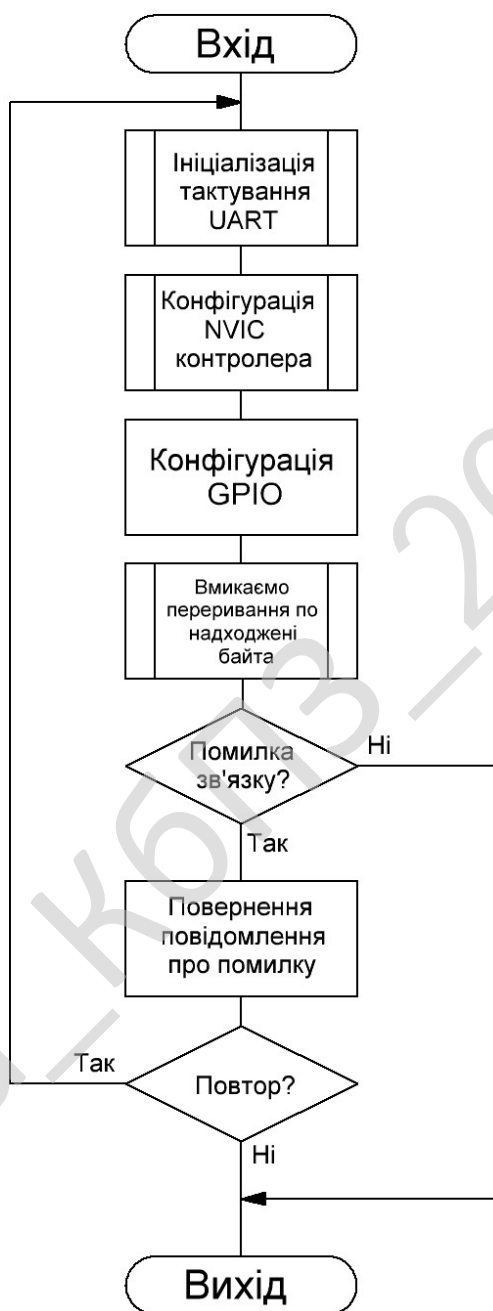 Вхід
Ініціалізація
тактування
UART
Конфігурація
NVIC
контролера
Конфігурація
GPIO
Вмикаємо
переривання по
надходжені
байта
Помилка
зв'язку?
Ні
Так
Повернення
повідомлення
про помилку
Так
Повтор?
Ні
Вихід